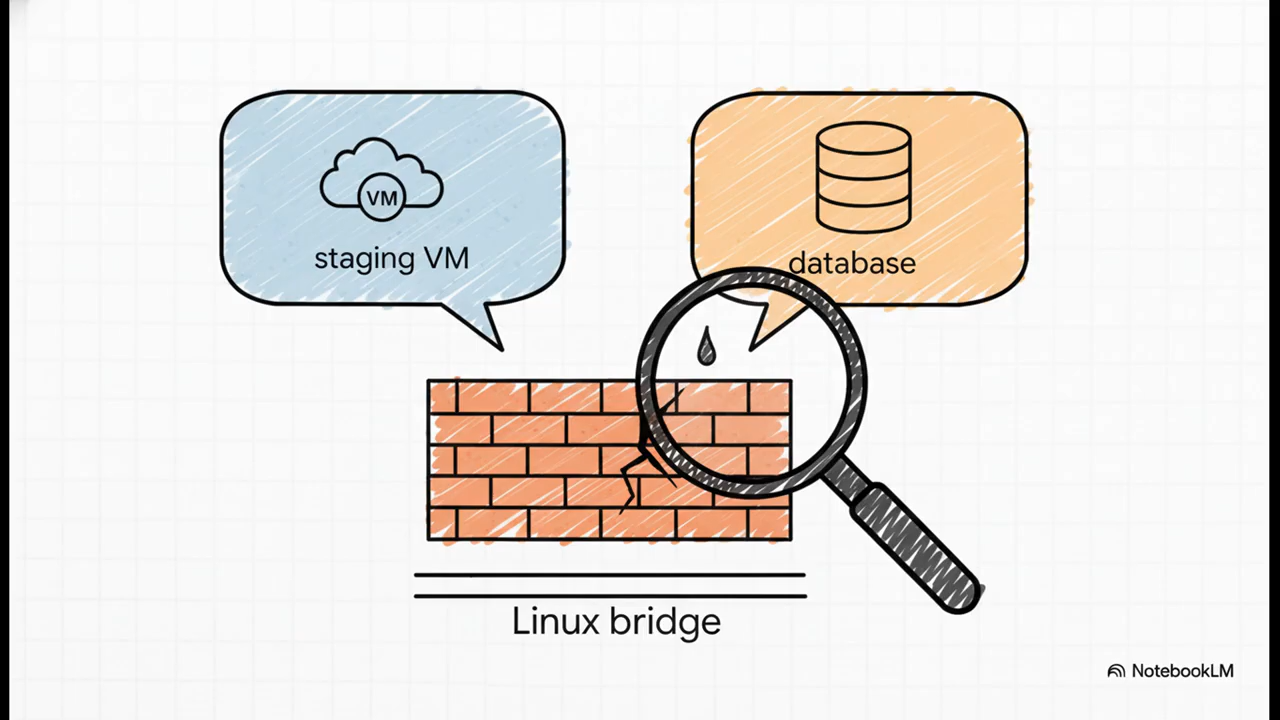 VM
staging VM
database
Linux bridge
NotebookLM